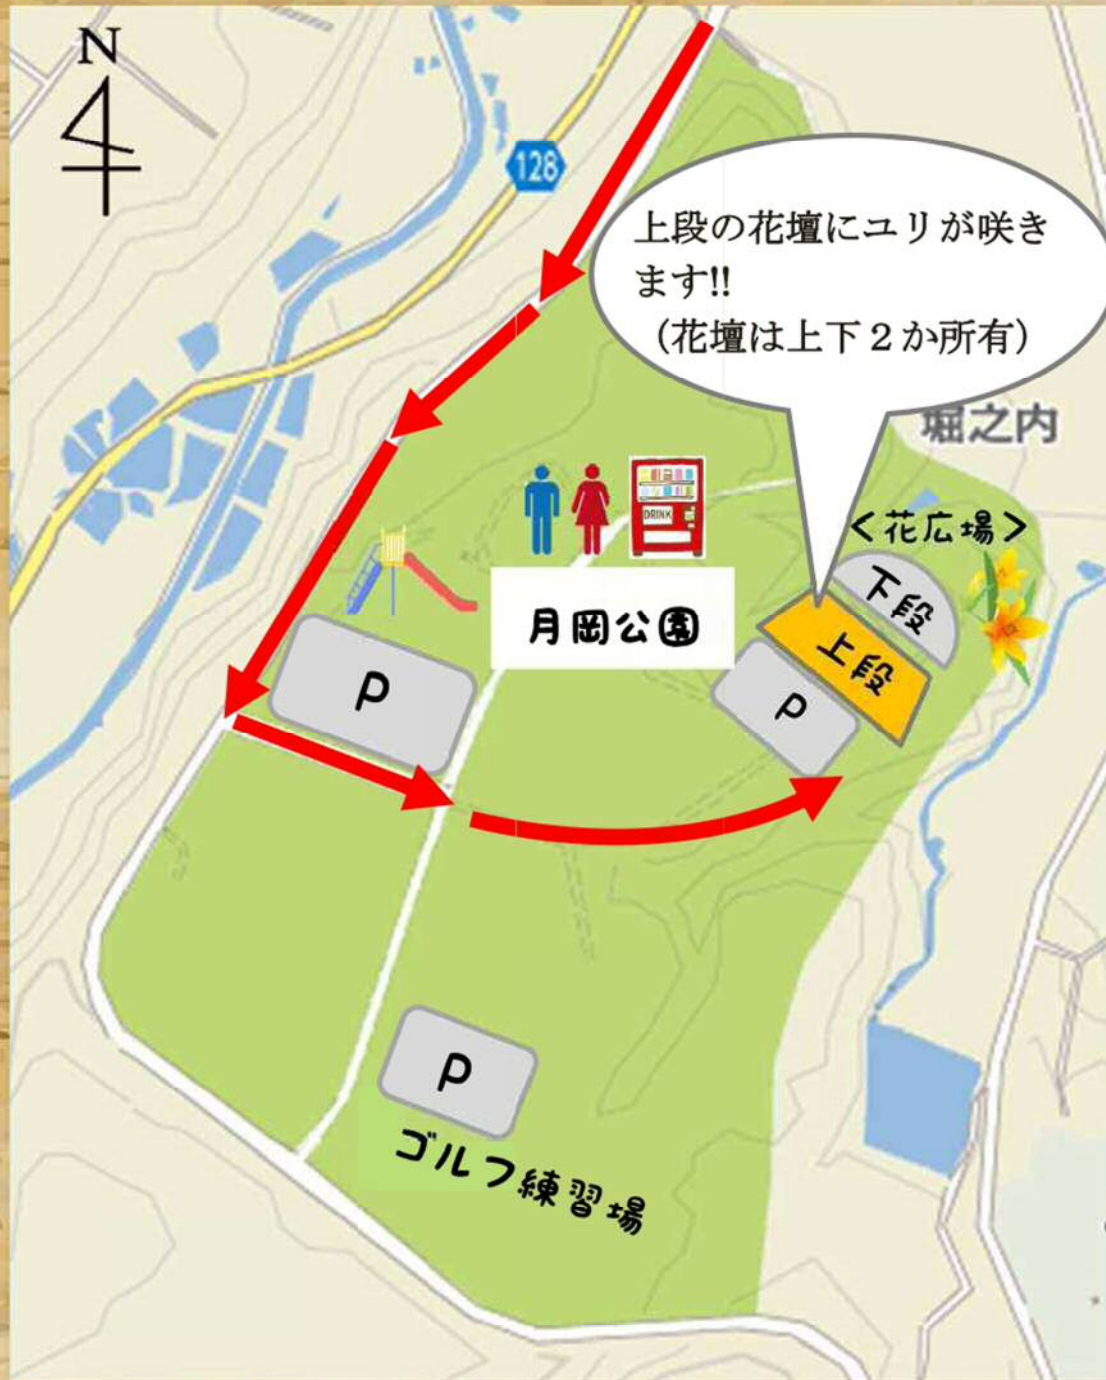 N
128
上段の花壇にユリが咲き
ます!!
（花壇は上下２か所有）
堀之内
DRINK
＜花広場＞
下段
月岡公園
上段
P
P
P
ゴルフ練習場